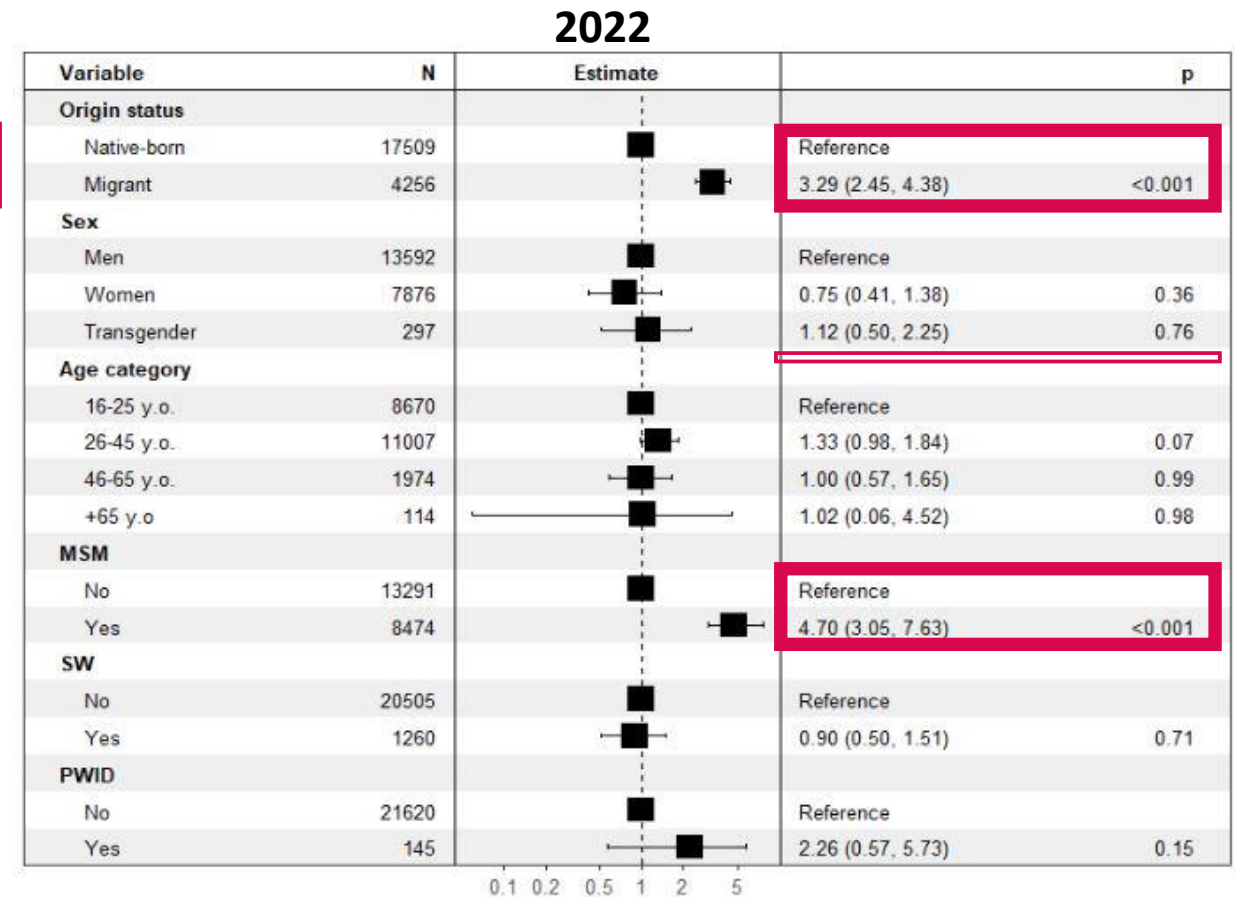 2022
Variable N Estimate p
Origin status
Native-born 17509 Reference
Migrant 4256 3.29 (2.45, 4.38) <0.001
Sex
Men 13592 Reference
Women 7876 0.75 (0.41, 1.38) 0.36
Transgender 297 1.12 (0.50, 2.25) 0.76
Age category
16-25 y.o. 8670 Reference
26-45 y.o. 11007 1.33 (0.98, 1.84) 0.07
46-65 y.o. 1974 1.00 (0.57, 1.65) 0.99
+65 y.o 114 1.02 (0.06, 4.52) 0.98
MSM
No 13291 Reference
Yes 8474 4.70 (3.05, 7.63) <0.001
SW
No 20505 Reference
Yes 1260 0.90 (0.50, 1.51) 0.71
PWID
No 21620 Reference
Yes 145 2.26 (0.57, 5.73) 0.15
0.1 0.2 0.5 1 2 5